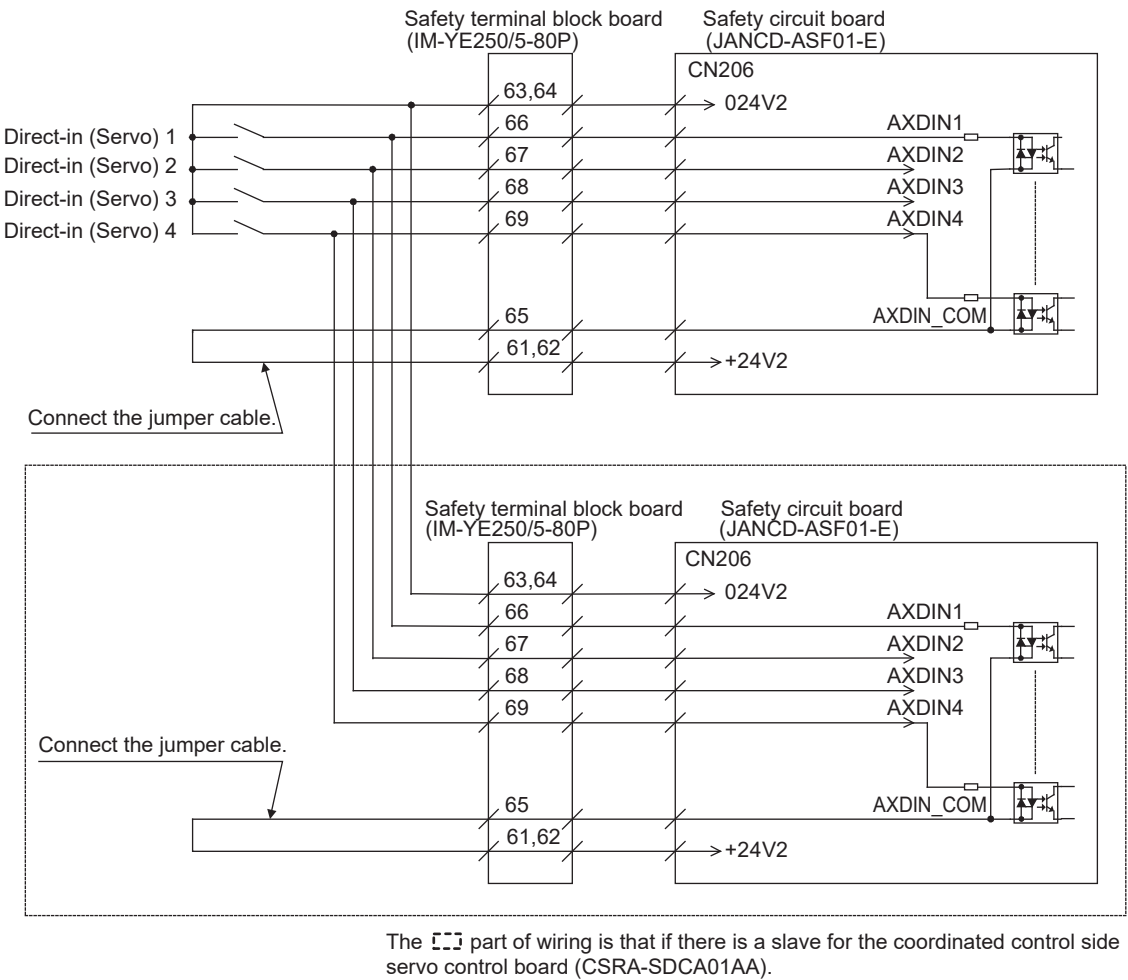 Safety terminal block board
(IM-YE250/5-80P)
Safety circuit board
(JANCD-ASF01-E)
CN206
63,64
024V2
Direct-in (Servo) 1
66
AXDIN1
Direct-in (Servo) 2
67
AXDIN2
Direct-in (Servo) 3
68
AXDIN3
Direct-in (Servo) 4
69
AXDIN4
65
AXDIN_COM
61,62
+24V2
Connect the jumper cable.
Safety terminal block board
(IM-YE250/5-80P)
Safety circuit board
(JANCD-ASF01-E)
CN206
63,64
024V2
66
AXDIN1
67
AXDIN2
68
AXDIN3
69
AXDIN4
Connect the jumper cable.
65
AXDIN_COM
61,62
+24V2
The part of wiring is that if there is a slave for the coordinated control side
servo control board (CSRA-SDCA01AA).